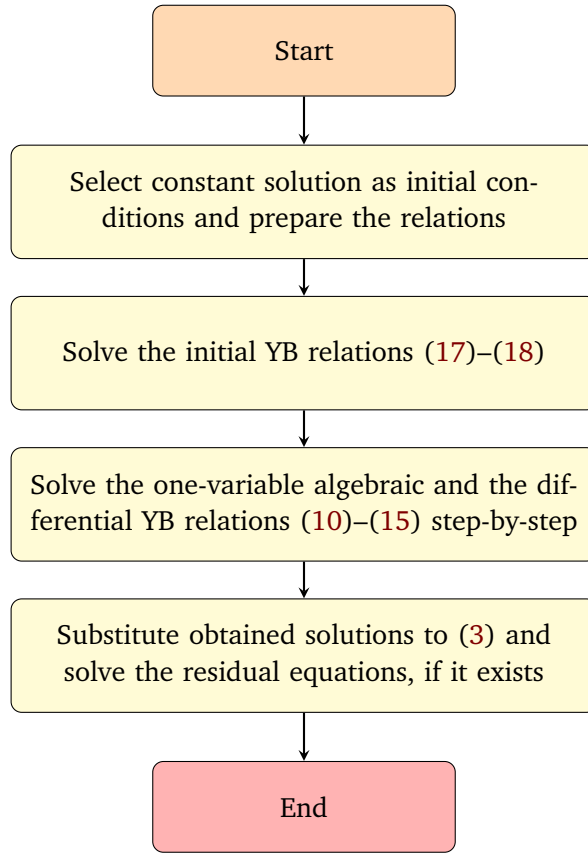 Start
Select constant solution as initial con-
ditions and prepare the relations
Solve the initial YB relations (17)–(18)
Solve the one-variable algebraic and the dif-
ferential YB relations (10)–(15) step-by-step
Substitute obtained solutions to (3) and
solve the residual equations, if it exists
End